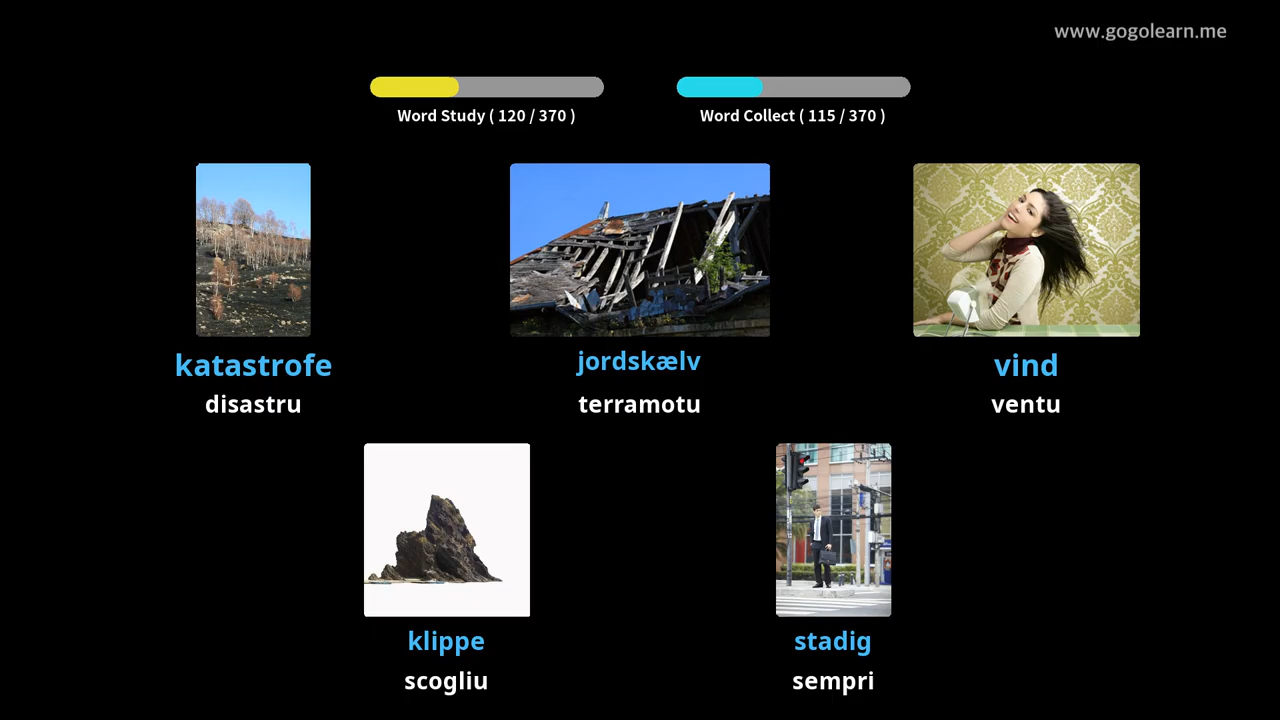 www.gogolearn.me
Word Study ( 120 / 370 )
Word Collect ( 115 / 370 )
katastrofe
disastru
jordskælv
terramotu
vind
ventu
klippe
scogliu
stadig
sempri